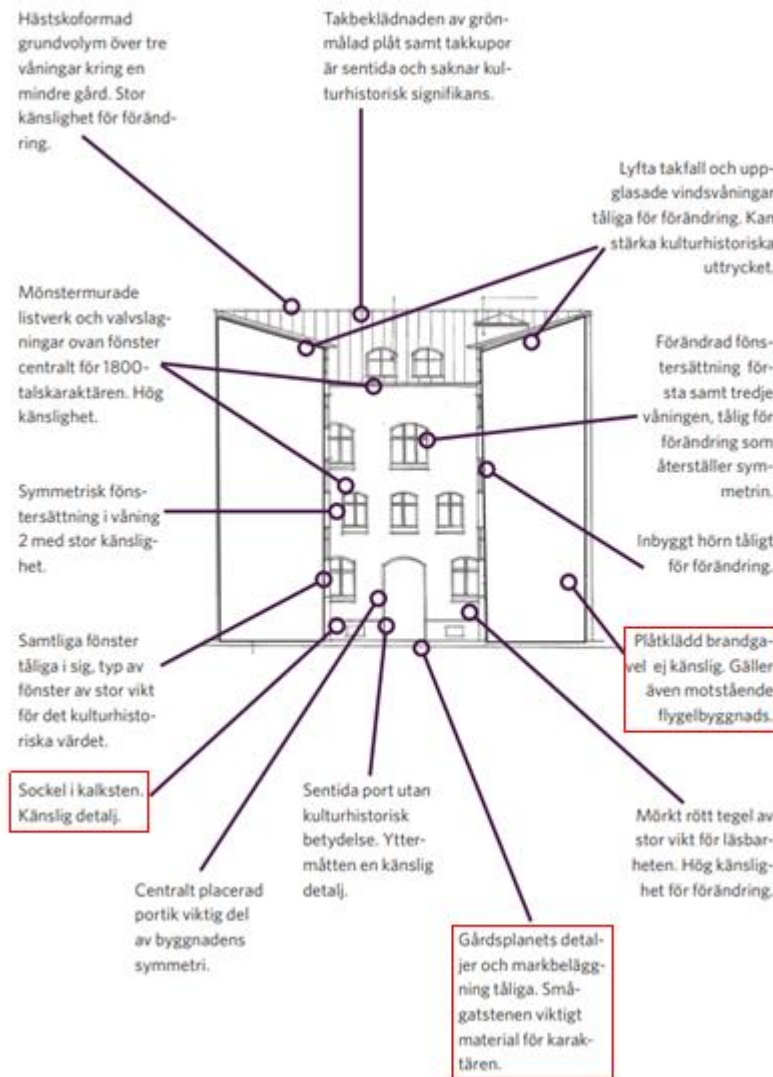 Hästskoformad
grundvolym över tre
våningar kring en
mindre gård. Stor
känslighet för föränd-
ring.
Takbeklädnaden av grön-
målad plåt samt takkupor
är sentida och saknar kul-
turhistorisk signifikans.
Lyfta takfall och upp-
glasade vindsvåningar
tåliga för förändring. Kan
stärka kulturhistoriska
uttrycket.
Mönstermurade
listverk och valvslag-
ningar ovan fönster
centralt för 1800-
talskaraktären. Hög
känslighet.
Förändrad föns-
tersättning för-
sta samt tredje
våningen, tålig för
förändring som
återställer sym-
metrin.
Symmetrisk föns-
tersättning i våning
2 med stor känslig-
het.
Inbyggt hörn tåligt
för förändring.
Samtliga fönster
tåliga i sig, typ av
fönster av stor vikt
för det kulturhisto-
riska värdet.
Plåtklädd brandga-
vel ej känslig. Gäller
även motstående
flygelbyggnads.
Sockel i kalksten.
Känslig detalj.
Sentida port utan
kulturhistorisk
betydelse. Ytter-
måtten en känslig
detalj.
Mörkt rött tegel av
stor vikt för läsbar-
heten. Hög känslig-
het för förändring.
Centralt placerad
portik viktig del
av byggnadens
symmetri.
Gårdsplanets detal-
jer och markbelägg-
ning tåliga. Små-
gatstenen viktigt
material för karak-
tären.